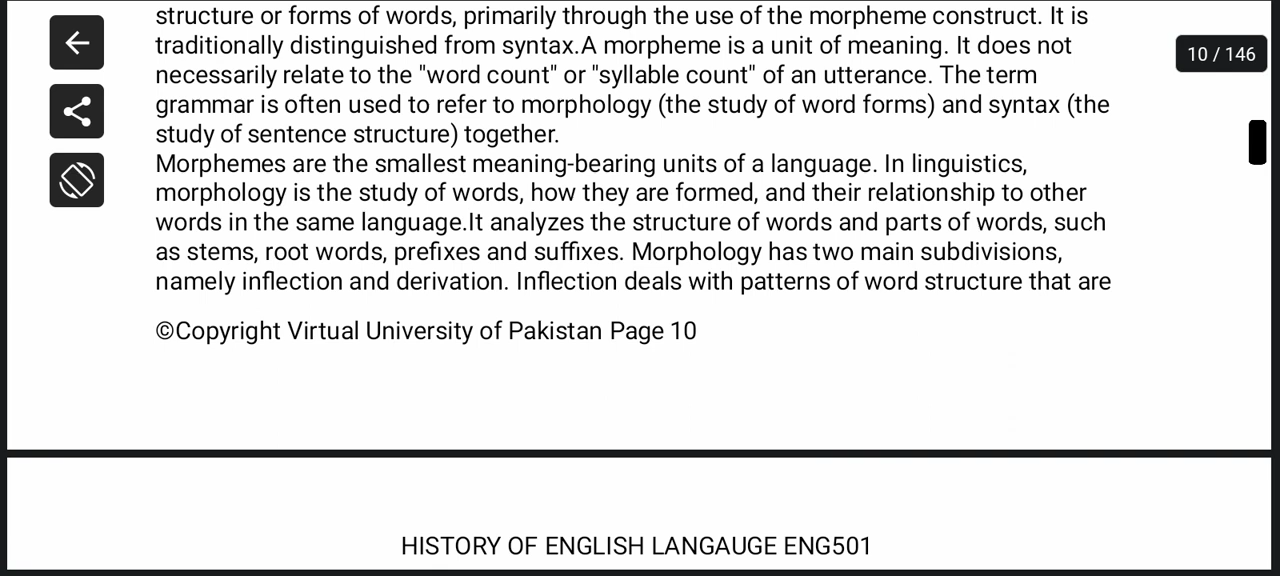 structure or forms of words, primarily through the use of the morpheme construct. It is
traditionally distinguished from syntax.A morpheme is a unit of meaning. It does not
10 / 146
necessarily relate to the "word count" or "syllable count" of an utterance. The term
grammar is often used to refer to morphology (the study of word forms) and syntax (the
study of sentence structure) together.
Morphemes are the smallest meaning-bearing units of a language. In linguistics,
morphology is the study of words, how they are formed, and their relationship to other
words in the same language.It analyzes the structure of words and parts of words, such
as stems, root words, prefixes and suffixes. Morphology has two main subdivisions,
namely inflection and derivation. Inflection deals with patterns of word structure that are
©Copyright Virtual University of Pakistan Page 10
HISTORY OF ENGLISH LANGAUGE ENG501